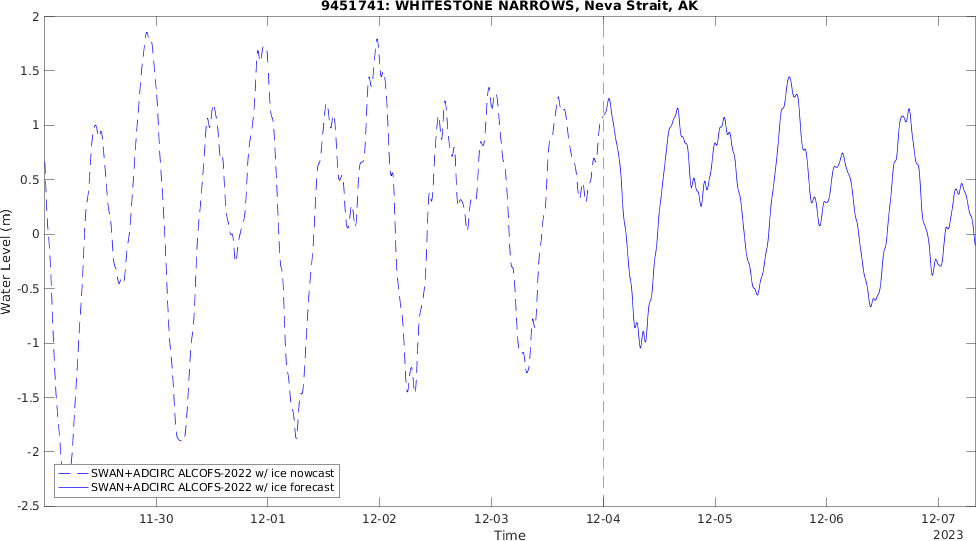 9451741: WHITESTONE NARROWS, Neva Strait, AK
2
1.5
1
0.5
0
-0.5
-1
-1.5
-2
-2.5
Water Level (m)
SWAN+ADCIRC ALCOFS-2022 w/ ice nowcast
SWAN+ADCIRC ALCOFS-2022 w/ ice forecast
11-30 12-01 12-02 12-03 12-04 12-05 12-06 12-07
Time 2023